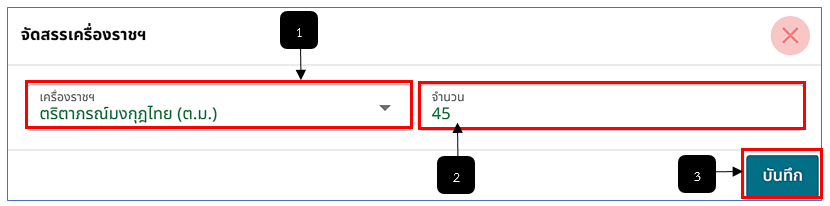 จัดสรรเครื่องราชฯ
1
เครื่องราชฯ
ตริตาภรณ์มงกุฎไทย (ต.ม.)
จำนวน
45
2
3
บันทึก